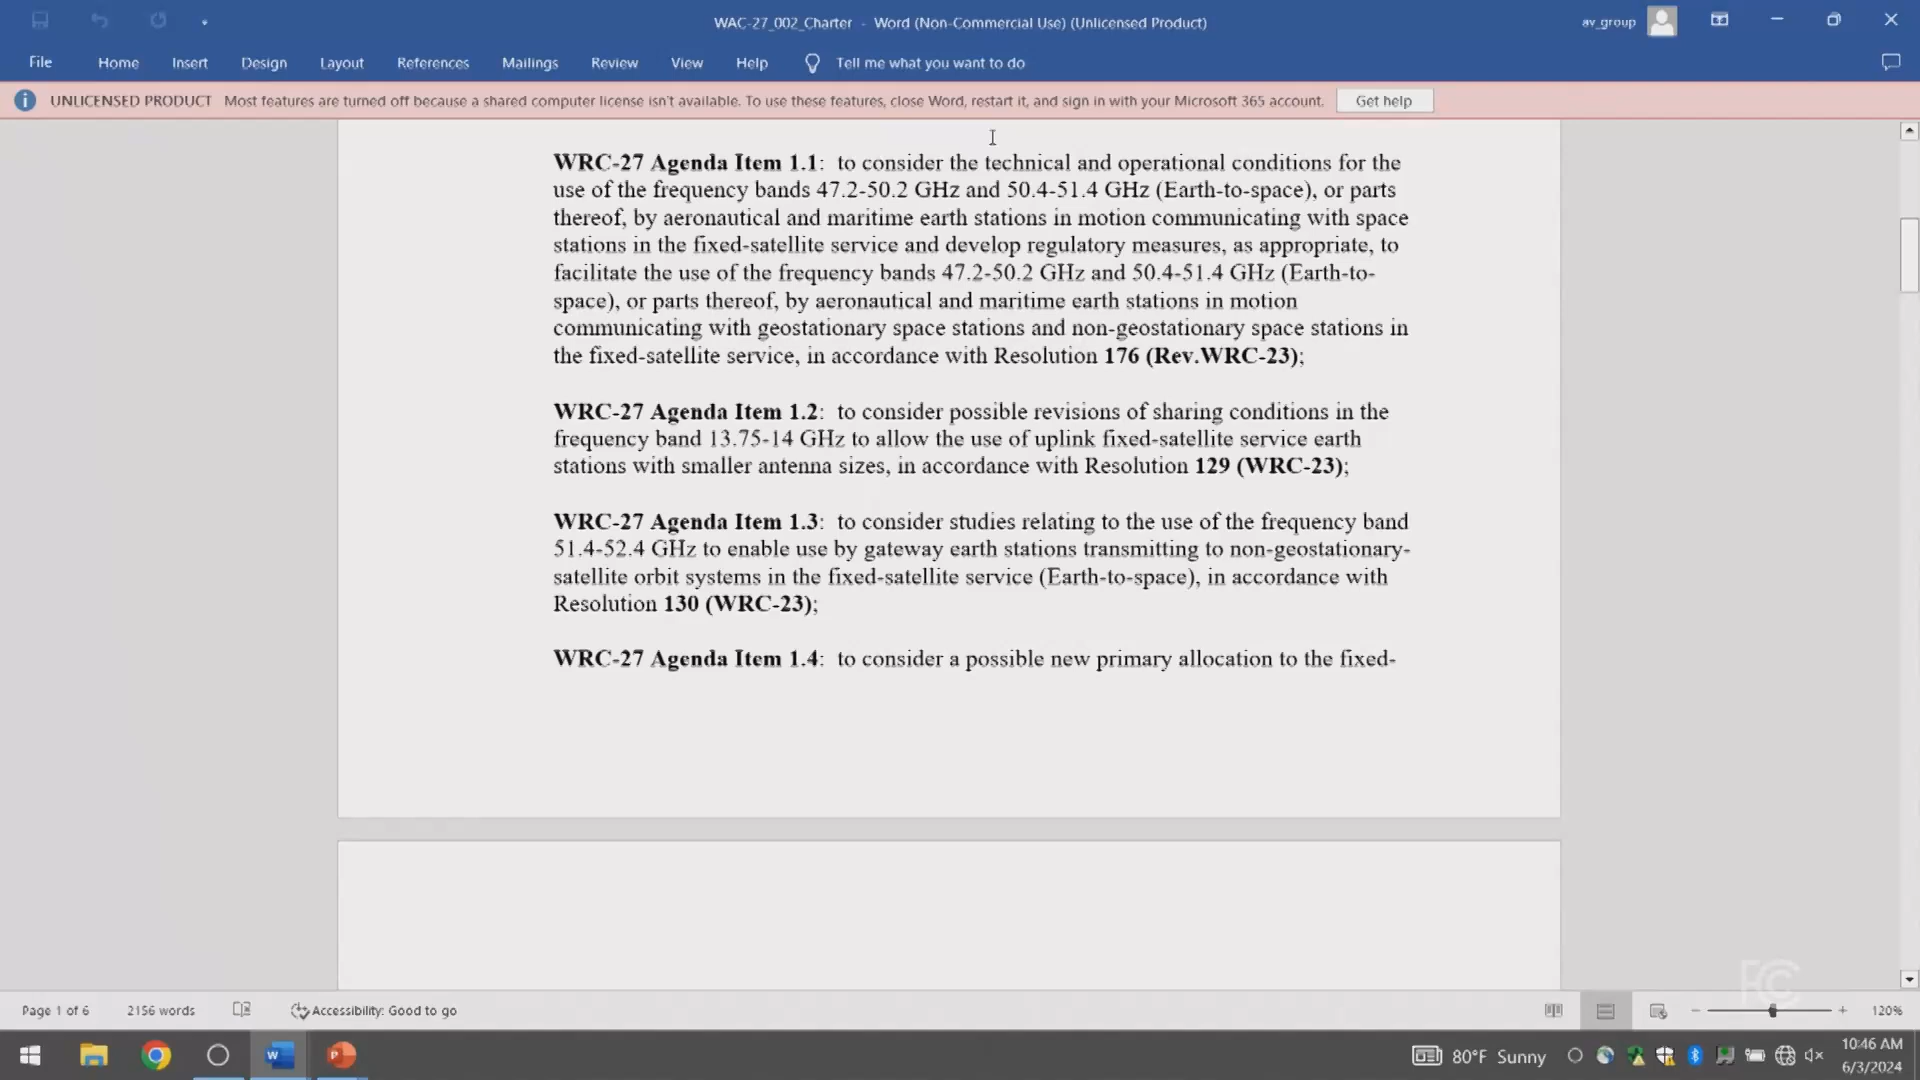 WAC-27_002_Charter - Word (Non-Commercial Use) (Unlicensed Product)
av_group
File Home Insert Design Layout References Mailings Review View Help Tell me what you want to do
UNLICENSED PRODUCT Most features are turned off because a shared computer license isn't available. To use these features, close Word, restart it, and sign in with your Microsoft 365 account. Get help
WRC-27 Agenda Item 1.1: to consider the technical and operational conditions for the
use of the frequency bands 47.2-50.2 GHz and 50.4-51.4 GHz (Earth-to-space), or parts
thereof, by aeronautical and maritime earth stations in motion communicating with space
stations in the fixed-satellite service and develop regulatory measures, as appropriate, to
facilitate the use of the frequency bands 47.2-50.2 GHz and 50.4-51.4 GHz (Earth-to-
space), or parts thereof, by aeronautical and maritime earth stations in motion
communicating with geostationary space stations and non-geostationary space stations in
the fixed-satellite service, in accordance with Resolution 176 (Rev.WRC-23);
WRC-27 Agenda Item 1.2: to consider possible revisions of sharing conditions in the
frequency band 13.75-14 GHz to allow the use of uplink fixed-satellite service earth
stations with smaller antenna sizes, in accordance with Resolution 129 (WRC-23);
WRC-27 Agenda Item 1.3: to consider studies relating to the use of the frequency band
51.4-52.4 GHz to enable use by gateway earth stations transmitting to non-geostationary-
satellite orbit systems in the fixed-satellite service (Earth-to-space), in accordance with
Resolution 130 (WRC-23);
WRC-27 Agenda Item 1.4: to consider a possible new primary allocation to the fixed-
FCC
Page 1 of 6 2156 words Accessibility: Good to go 120%
W P 80°F Sunny 10:46 AM
6/3/2024